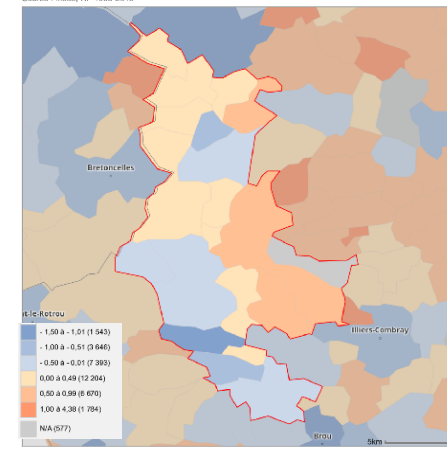 Bretoncelles
nt-le-Rotrou
Illiers-Combray
Brou
- 1,50 à - 1,01 (1 543)
- 1,00 à - 0,51 (3 646)
- 0,50 à - 0,01 (7 393)
0,00 à 0,49 (12 204)
0,50 à 0,99 (6 670)
1,00 à 4,38 (1 784)
N/A (577)
5km